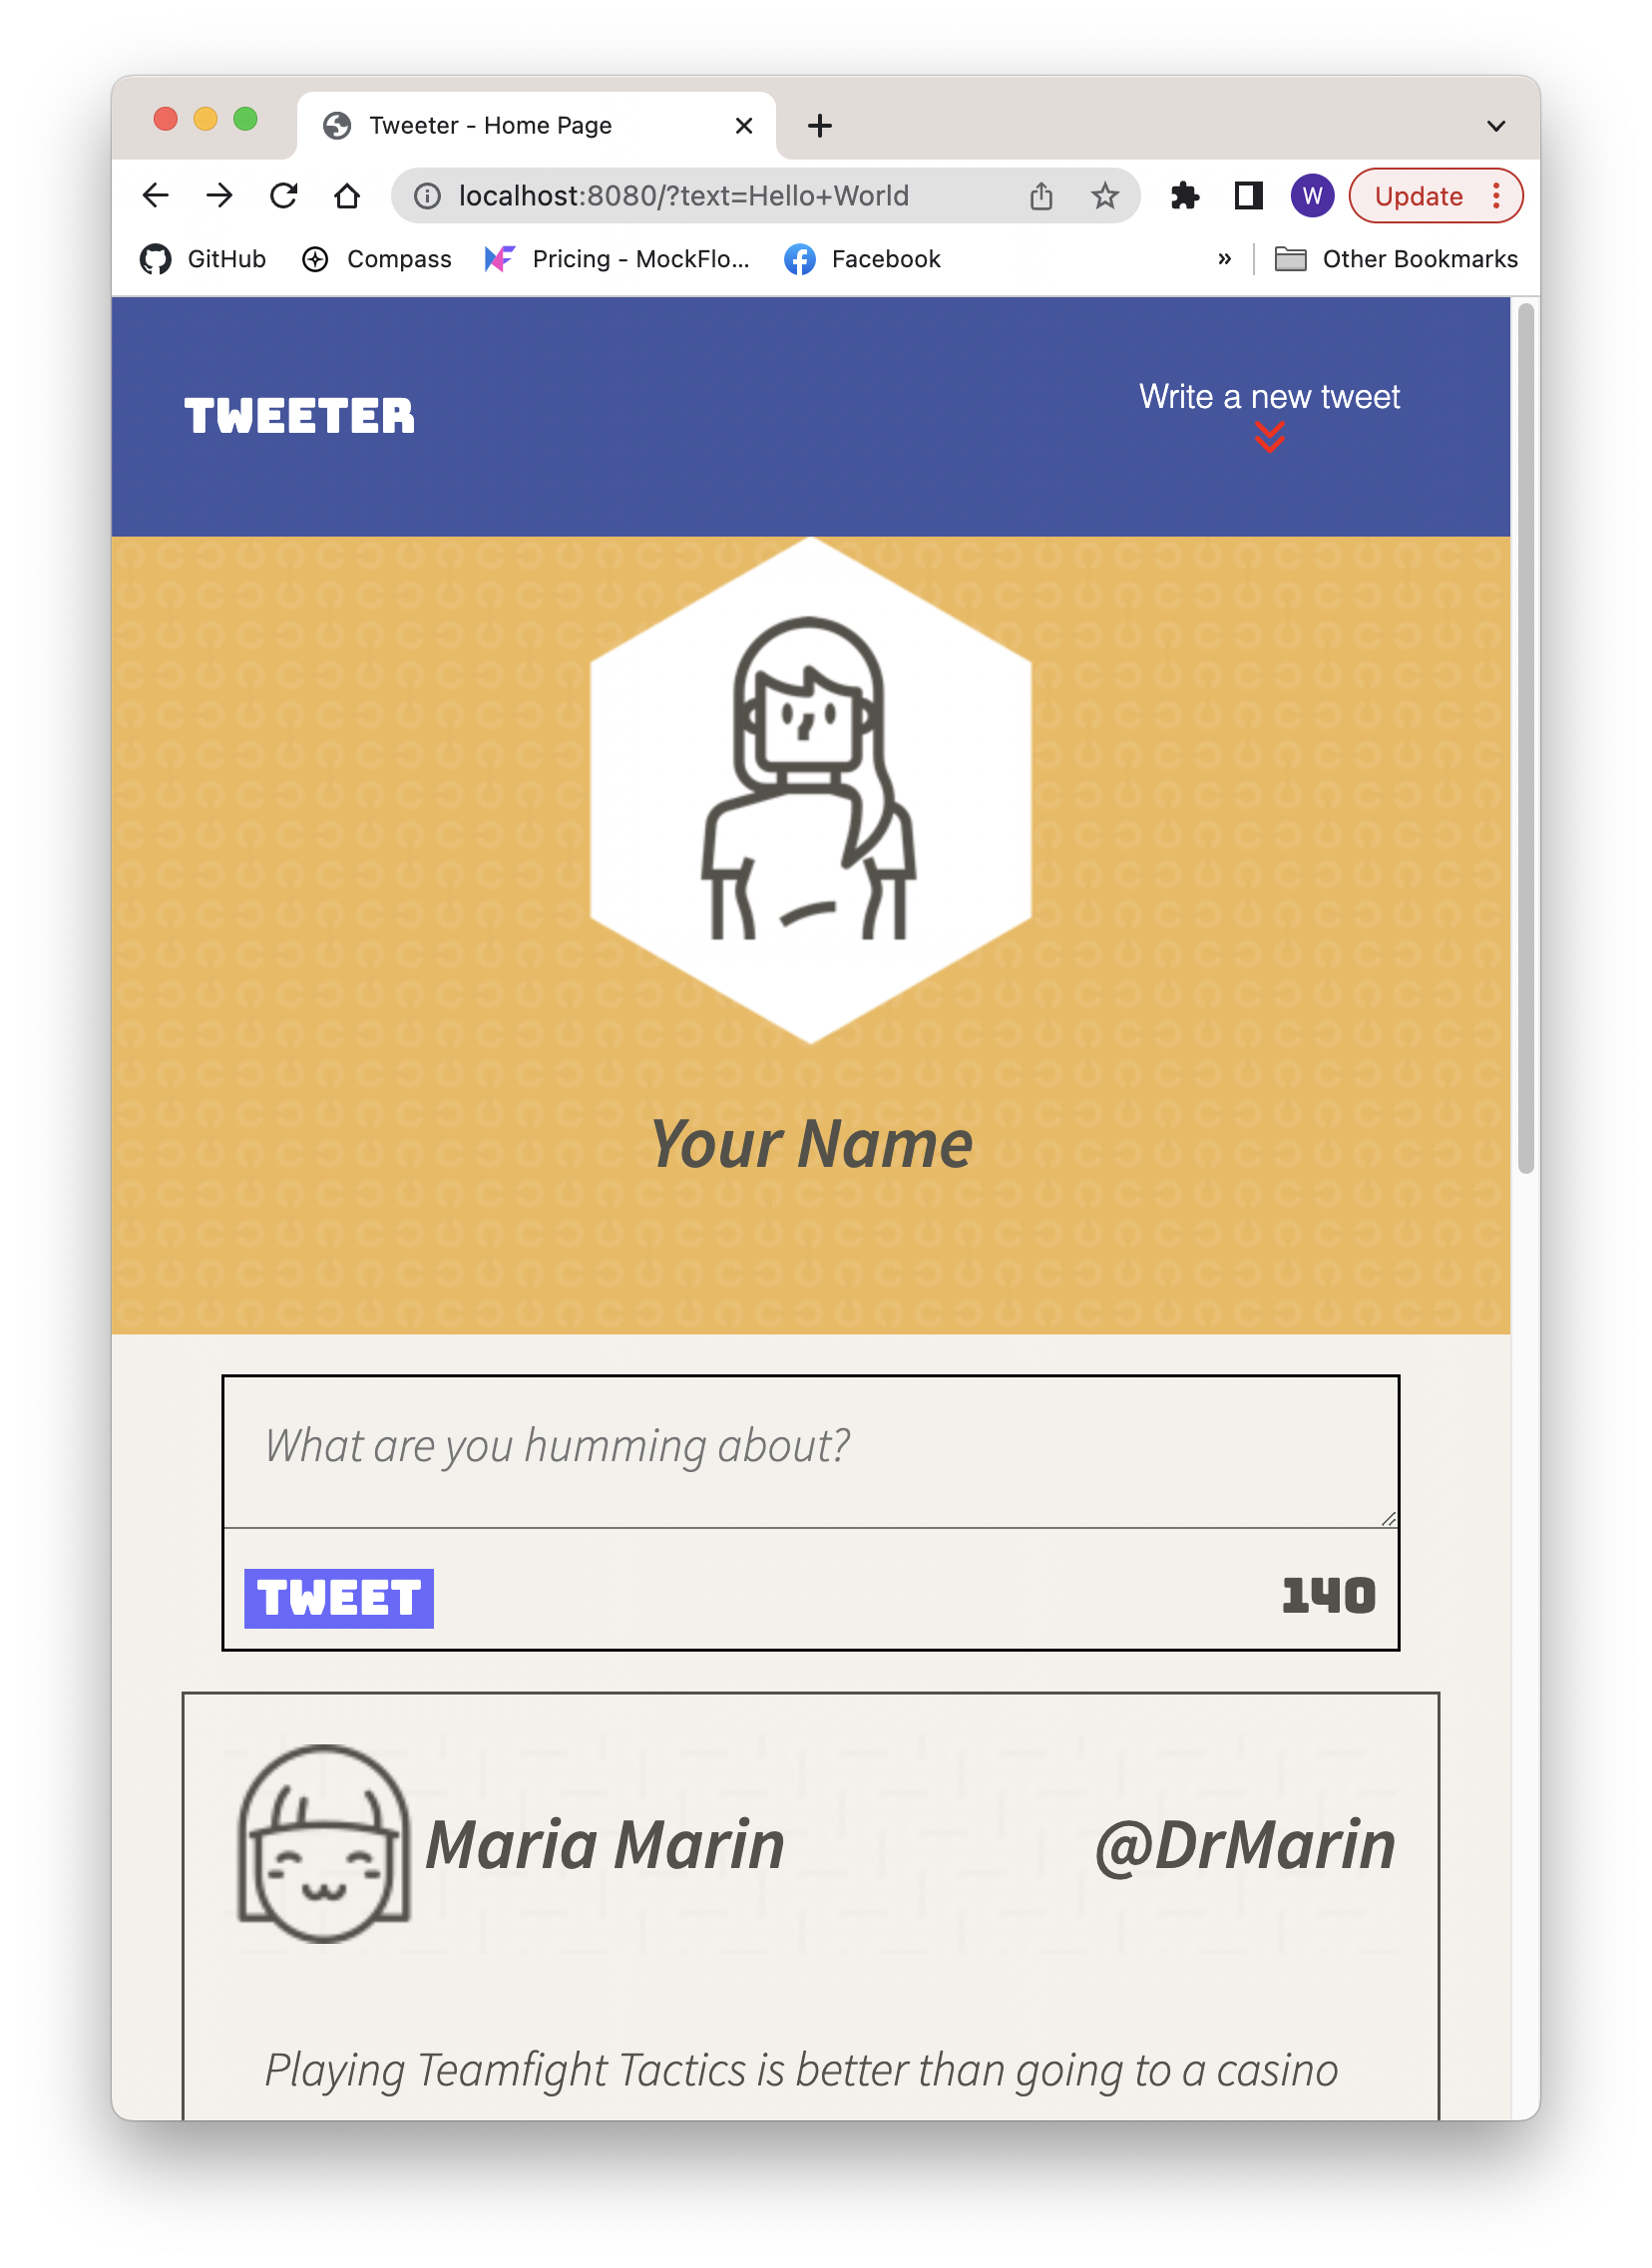 Tweeter - Home Page
localhost:8080/?text=Hello+World
W
Update
GitHub
Compass
Pricing - MockFlo...
Facebook
»
Other Bookmarks
TWEETER
Write a new tweet
Your Name
What are you humming about?
TWEET
140
Maria Marin
@DrMarin
Playing Teamfight Tactics is better than going to a casino